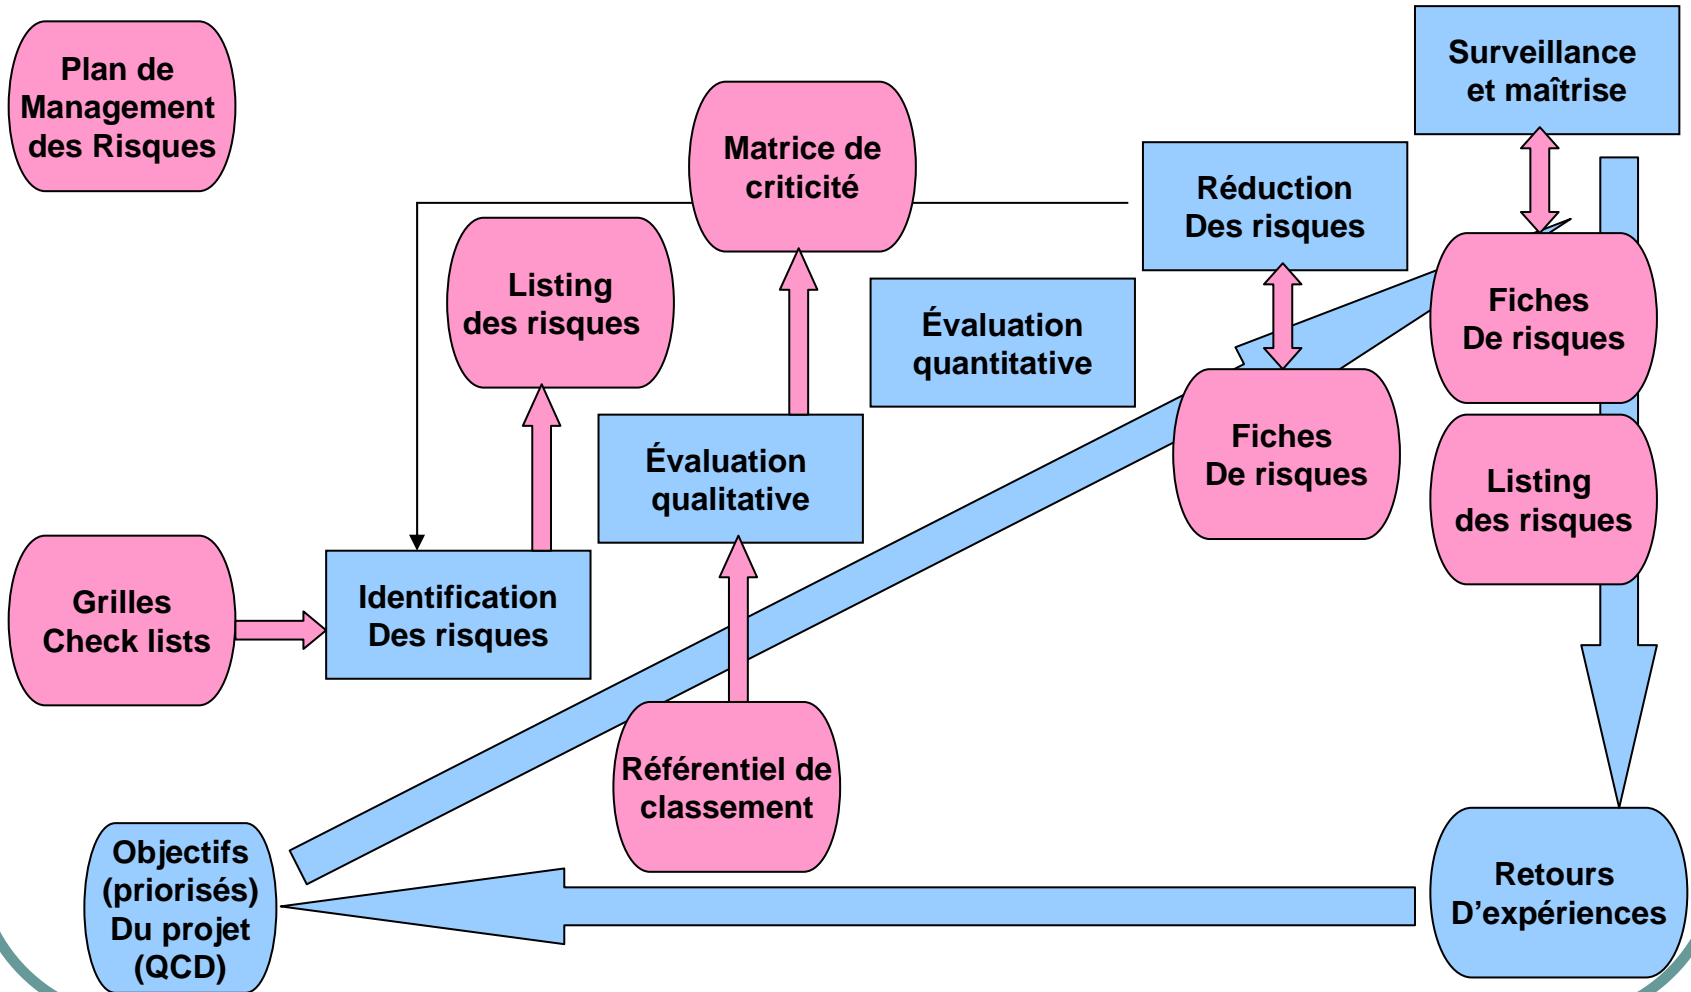 Plan de
Management
des Risques
Surveillance
et maîtrise
Matrice de
criticité
Réduction
Des risques
Listing
des risques
Évaluation
quantitative
Fiches
De risques
Évaluation
qualitative
Fiches
De risques
Listing
des risques
Grilles
Check lists
Identification
Des risques
Référentiel de
classement
Objectifs
(priorisés)
Du projet
(QCD)
Retours
D’expériences